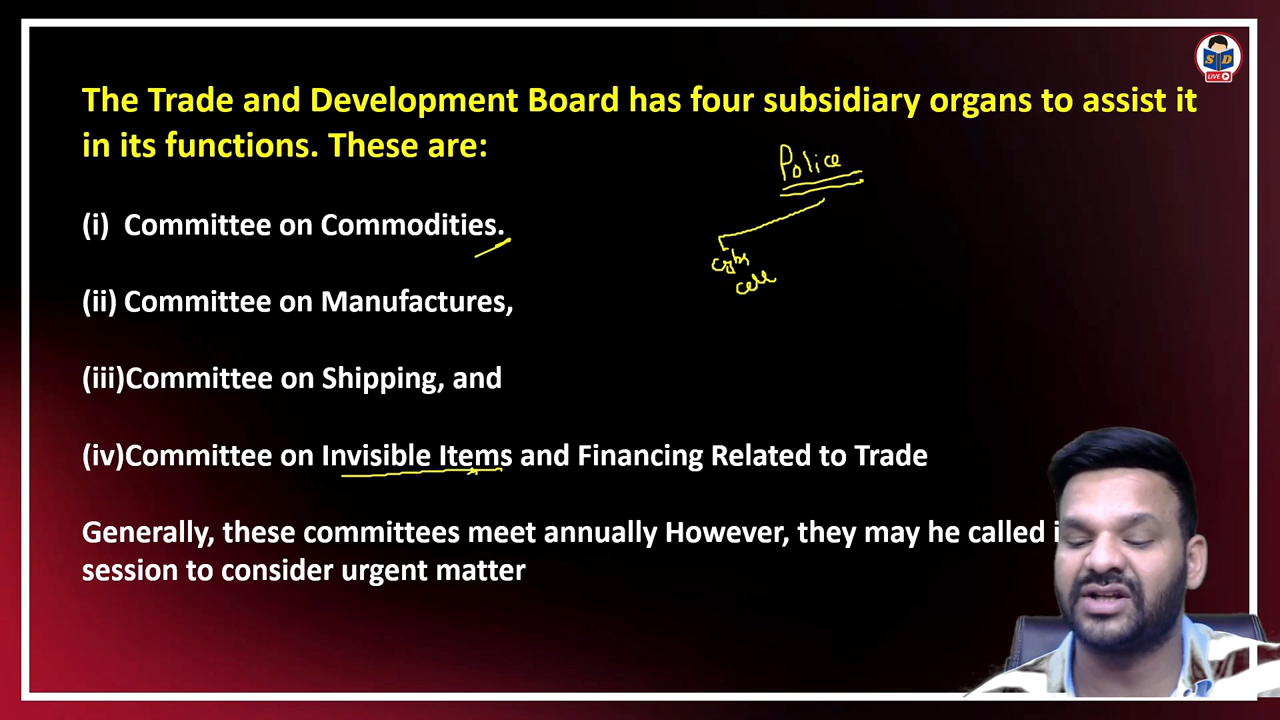 S D
LIVE
The Trade and Development Board has four subsidiary organs to assist it
in its functions. These are:
Police
(i) Committee on Commodities.
cell
(ii) Committee on Manufactures,
(iii)Committee on Shipping, and
(iv)Committee on Invisible Items and Financing Related to Trade
Generally, these committees meet annually However, they may he called i
session to consider urgent matter